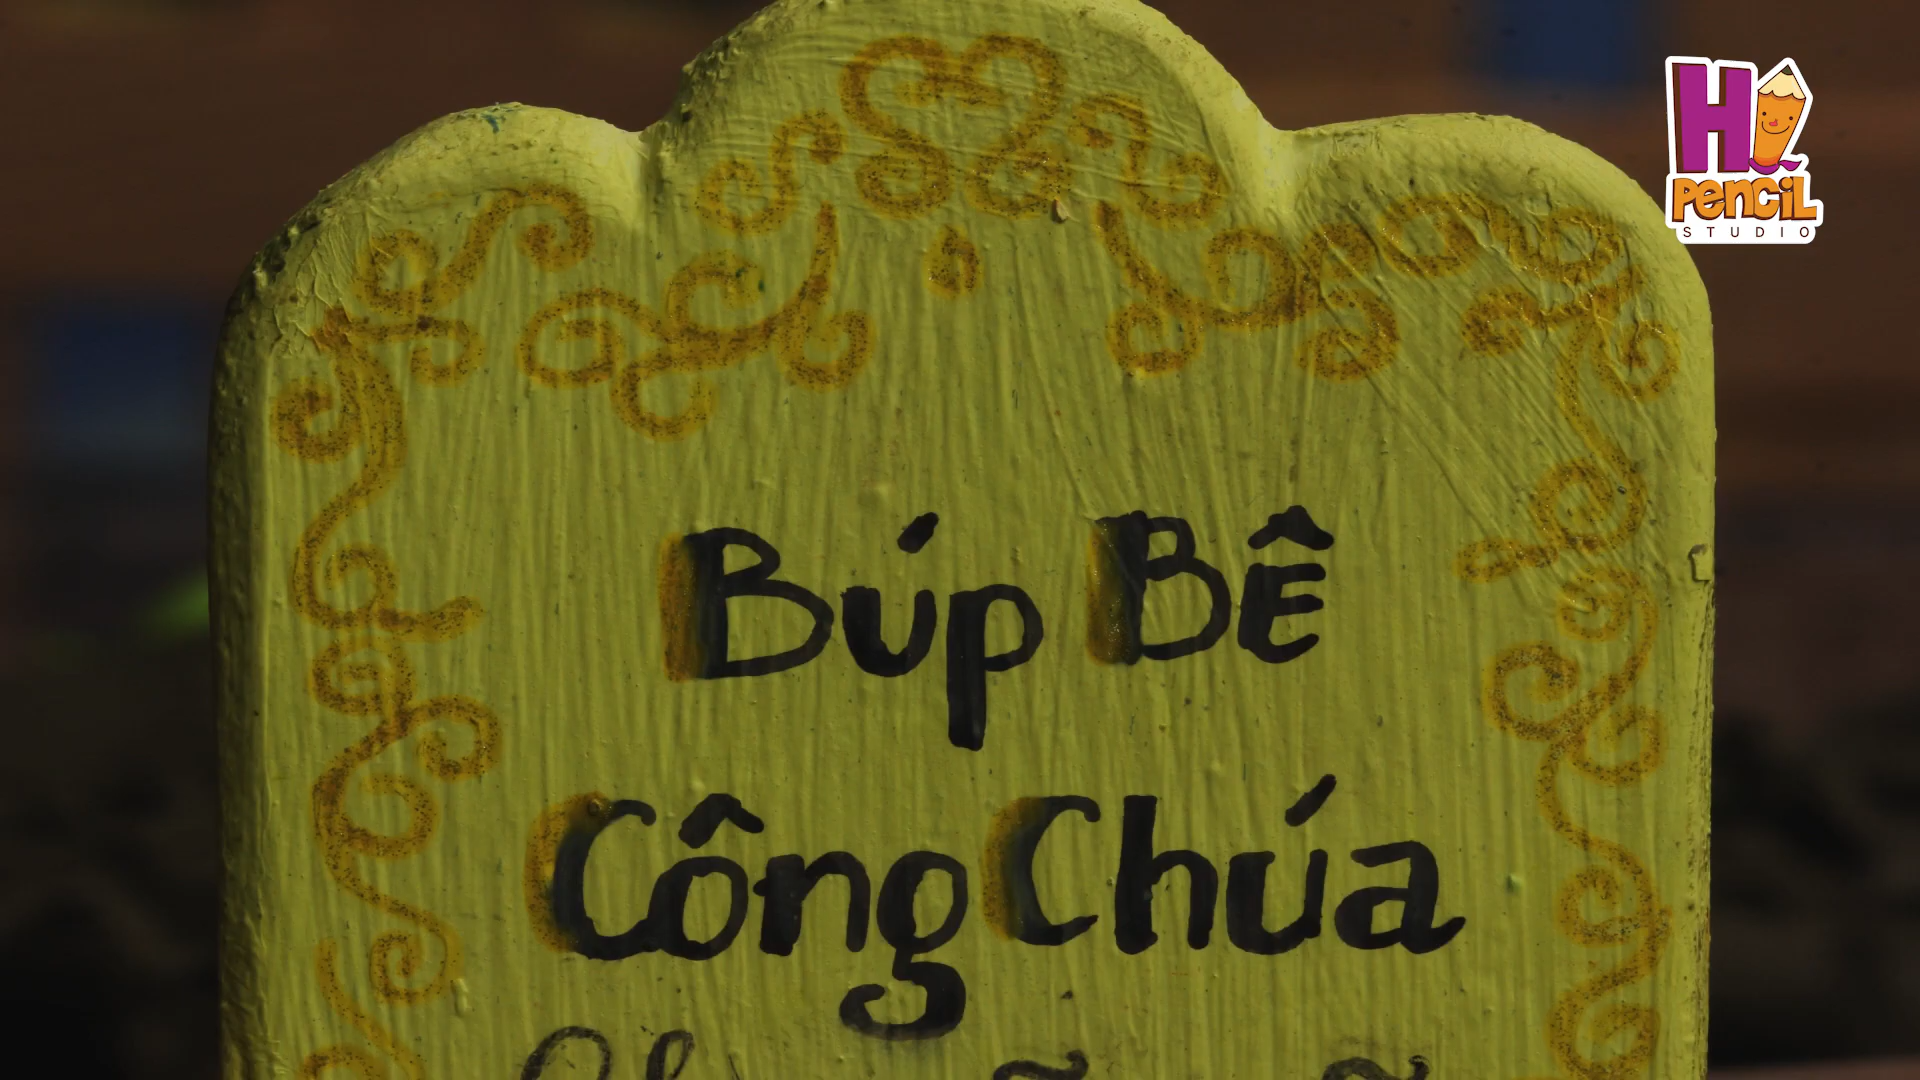 Hi
Pencil
STUDIO
Búp Bê
Công Chúa